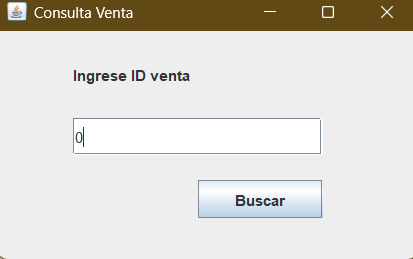 Consulta Venta
Ingrese ID venta
0
Buscar